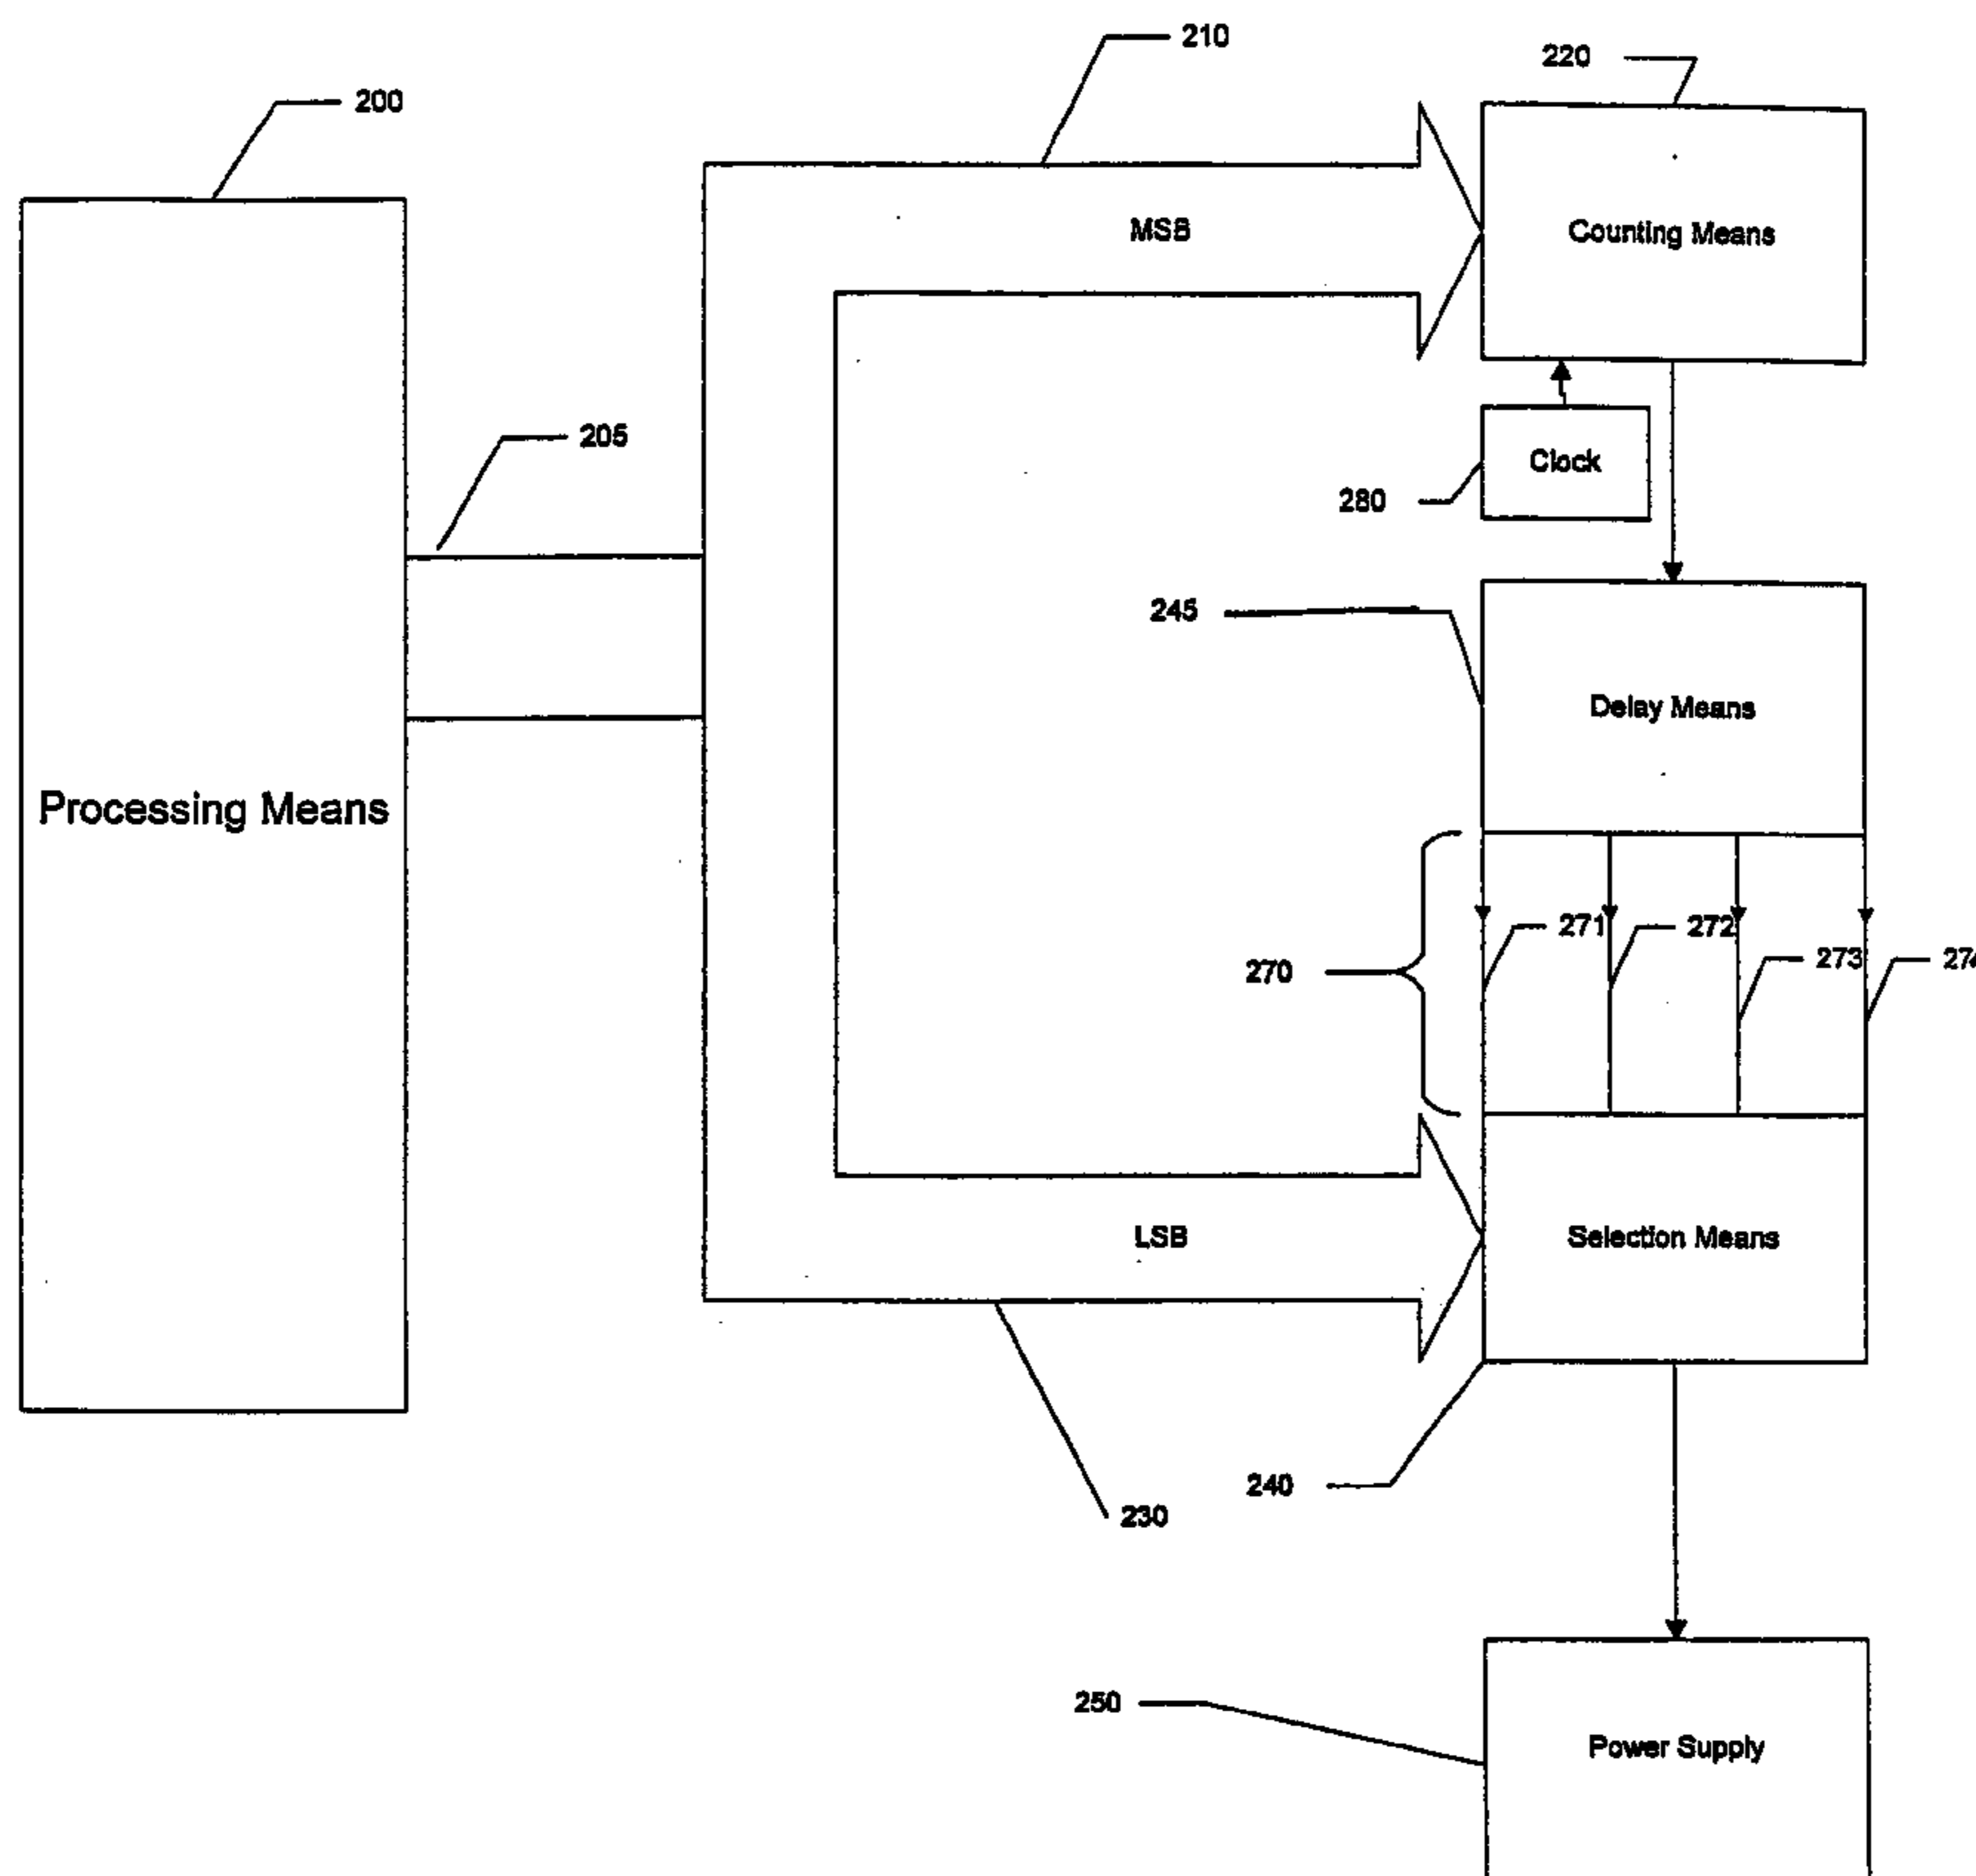 210
220
200
MSB
Counting Means
205
Clock
280
245
Delay Means
Processing Means
271
272
273
270
LSB
Selection Means
240
230
250
Power Supply